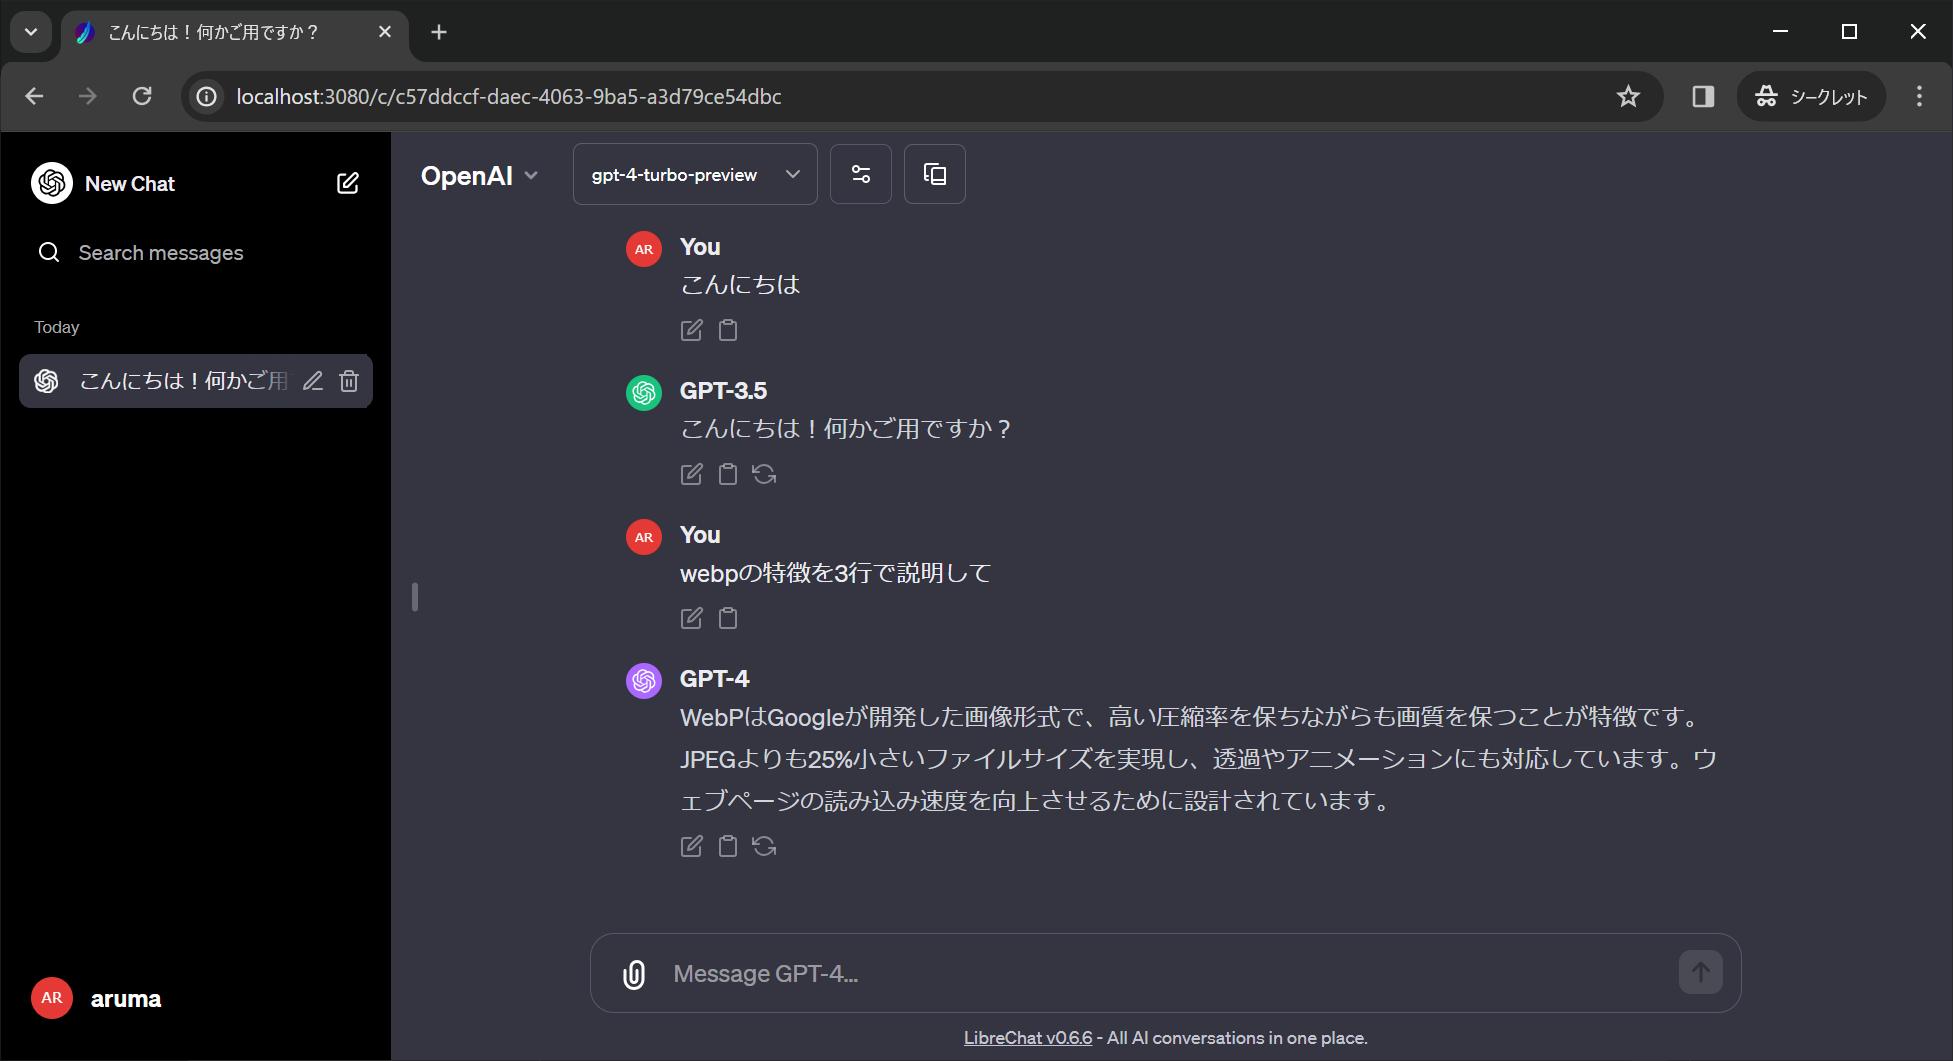 こんにちは！何かご用ですか？
localhost:3080/c/c57ddccf-daec-4063-9ba5-a3d79ce54dbc
シークレット
New Chat
Search messages
Today
こんにちは！何かご用
aruma
AR
OpenAI
gpt-4-turbo-preview
AR
You
こんにちは
GPT-3.5
こんにちは！何かご用ですか？
AR
You
webpの特徴を3行で説明して
GPT-4
WebPはGoogleが開発した画像形式で、高い圧縮率を保ちながらも画質を保つことが特徴です。
JPEGよりも25%小さいファイルサイズを実現し、透過やアニメーションにも対応しています。ウ
ェブページの読み込み速度を向上させるために設計されています。
Message GPT-4…
LibreChat v0.6.6 - All AI conversations in one place.